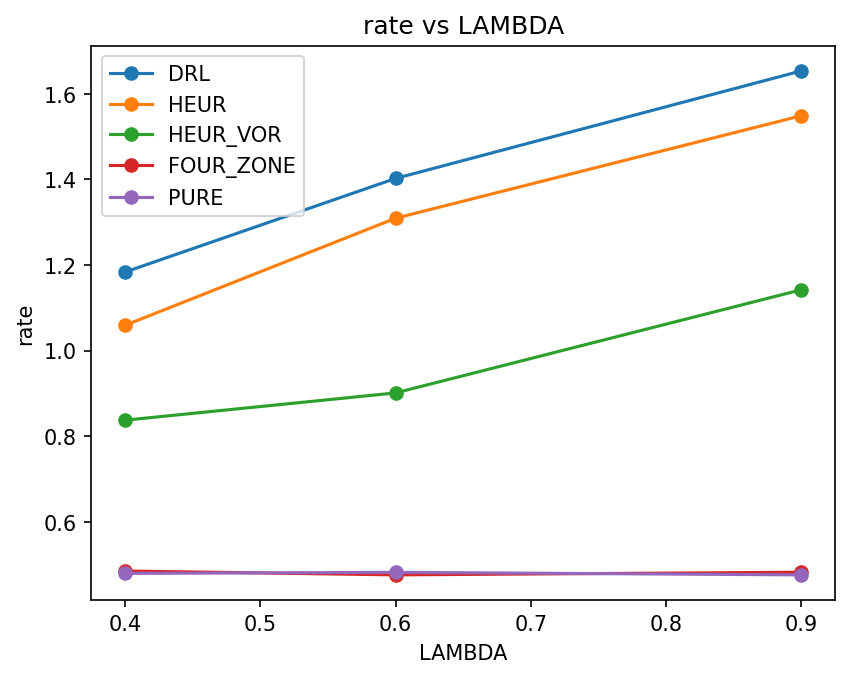 rate vs LAMBDA
DRL
HEUR
HEUR_VOR
FOUR_ZONE
PURE
rate
1.6
1.4
1.2
1.0
0.8
0.6
0.4 0.5 0.6 0.7 0.8 0.9
LAMBDA